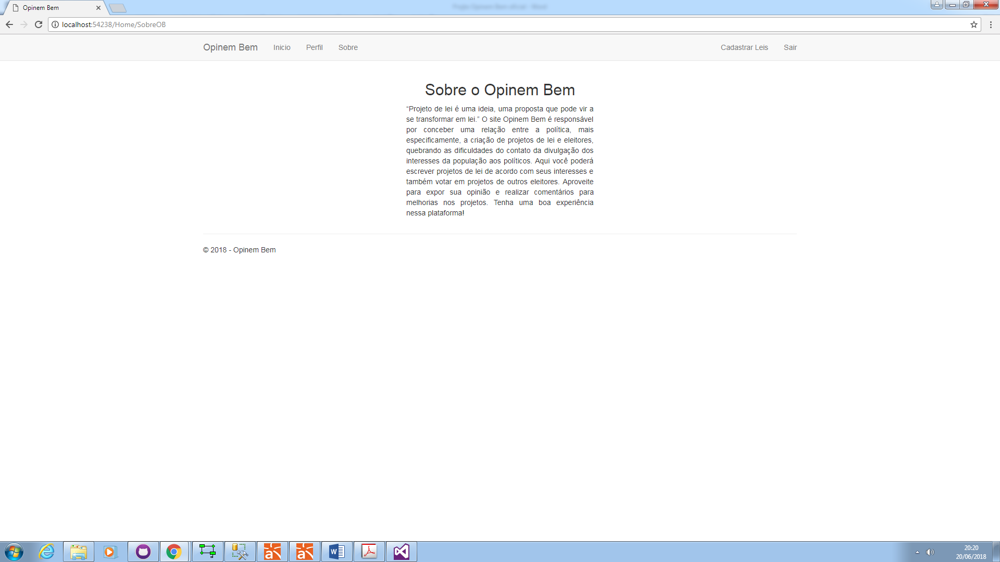 Opinem Bem
localhost:54238/Home/SobreOB
Opinem Bem Inicio Perfil Sobre Cadastrar Leis Sair
Sobre o Opinem Bem
“Projeto de lei é uma ideia, uma proposta que pode vir a
se transformar em lei.” O site Opinem Bem é responsável
por conceber uma relação entre a política, mais
especificamente, a criação de projetos de lei e eleitores,
quebrando as dificuldades do contato da divulgação dos
interesses da população aos políticos. Aqui você poderá
escrever projetos de lei de acordo com seus interesses e
também votar em projetos de outros eleitores. Aproveite
para expor sua opinião e realizar comentários para
melhorias nos projetos. Tenha uma boa experiência
nessa plataforma!
© 2018 - Opinem Bem
20:20
20/06/2018